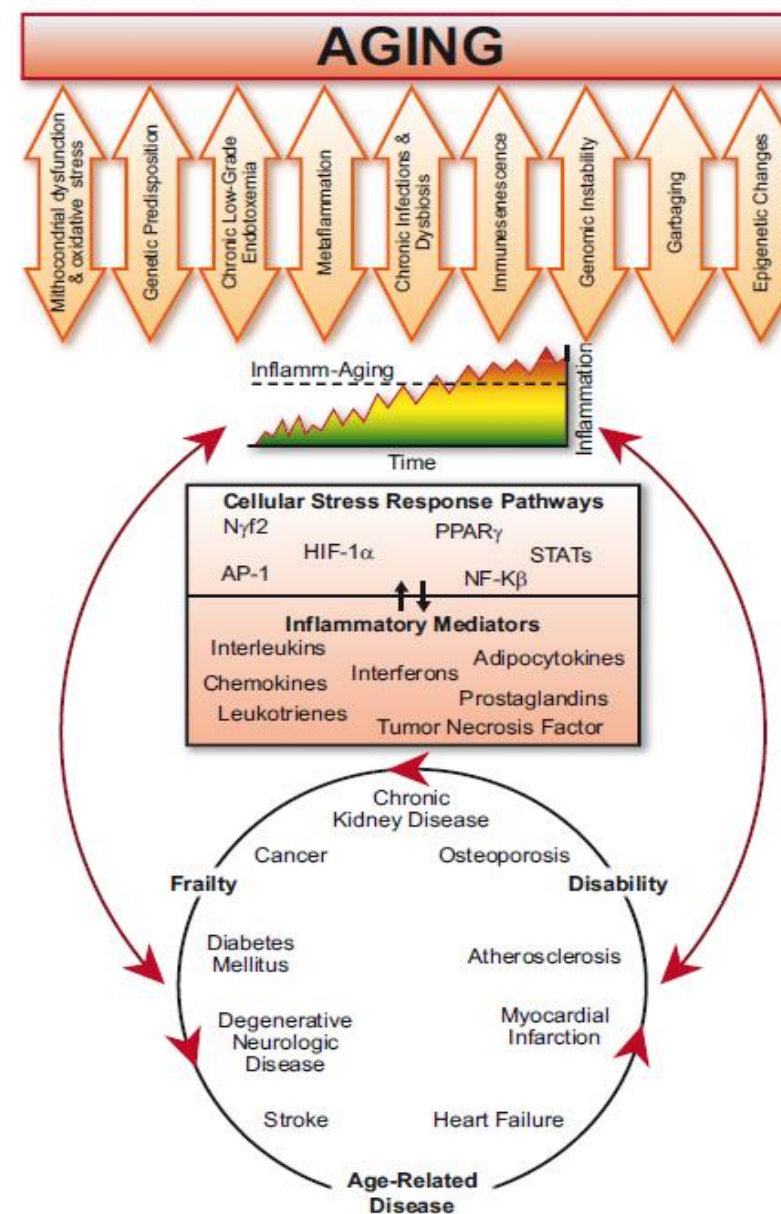 AGING
Mithocondrial dysfunction
& oxidative stress
Genetic Predisposition
Chronic Low-Grade
Endotoxemia
Metaflammation
Chronic Infections &
Dysbiosis
Immunesenescence
Genomic Instability
Garbaging
Epigenetic Changes
Inflamm-Aging
Inflammation
Time
Cellular Stress Response Pathways
Nγf2
PPARγ
HIF-1α
STATs
AP-1
NF-Kβ
Inflammatory Mediators
Interleukins
Adipocytokines
Interferons
Chemokines
Prostaglandins
Leukotrienes
Tumor Necrosis Factor
Chronic
Kidney Disease
Cancer
Osteoporosis
Frailty
Disability
Diabetes
Mellitus
Atherosclerosis
Degenerative
Neurologic
Disease
Myocardial
Infarction
Stroke
Heart Failure
Age-Related
Disease